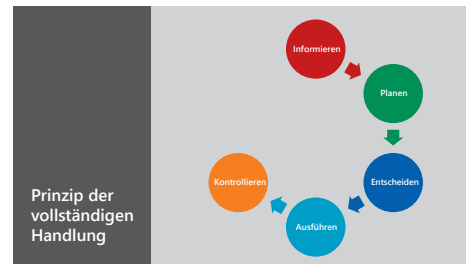 Prinzip der
vollständigen
Handlung
Informieren
Planen
Entscheiden
Ausführen
Kontrollieren